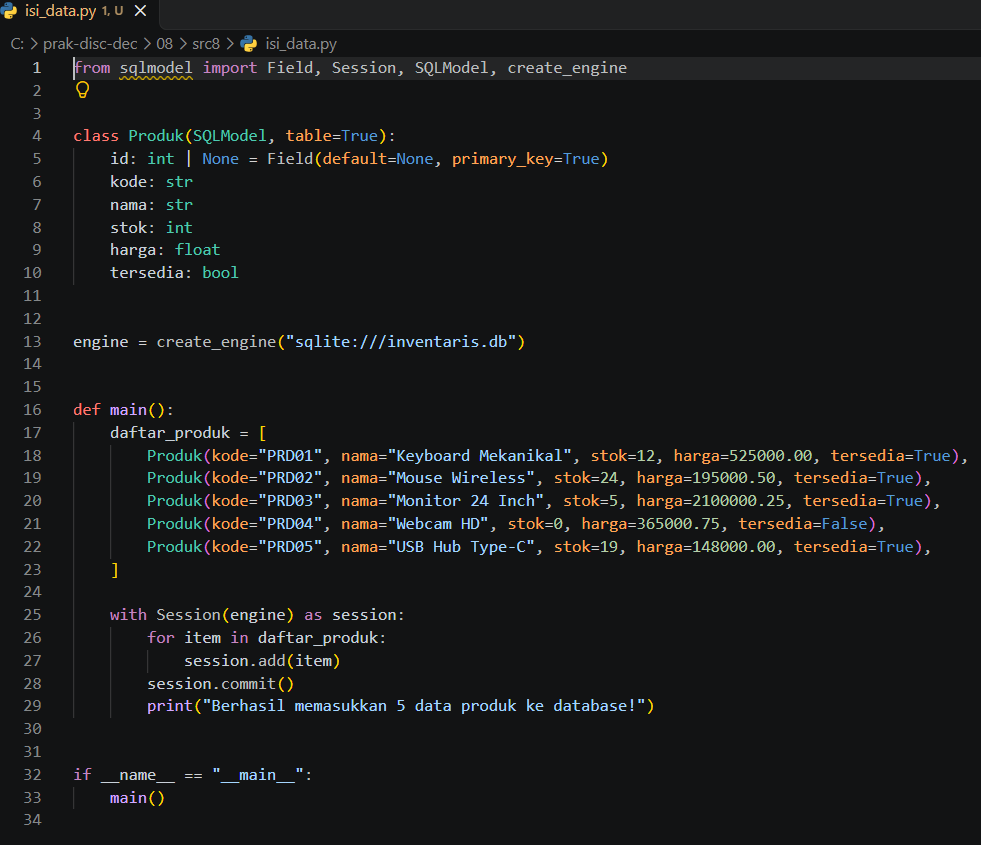 isi_data.py 1, U
C: > prak-disc-dec > 08 > src8 > isi_data.py
1 from sqlmodel import Field, Session, SQLModel, create_engine
2
3
4 class Produk(SQLModel, table=True):
5     id: int | None = Field(default=None, primary_key=True)
6     kode: str
7     nama: str
8     stok: int
9     harga: float
10     tersedia: bool
11
12
13 engine = create_engine("sqlite:///inventaris.db")
14
15
16 def main():
17     daftar_produk = [
18         Produk(kode="PRD01", nama="Keyboard Mekanikal", stok=12, harga=525000.00, tersedia=True),
19         Produk(kode="PRD02", nama="Mouse Wireless", stok=24, harga=195000.50, tersedia=True),
20         Produk(kode="PRD03", nama="Monitor 24 Inch", stok=5, harga=2100000.25, tersedia=True),
21         Produk(kode="PRD04", nama="Webcam HD", stok=0, harga=365000.75, tersedia=False),
22         Produk(kode="PRD05", nama="USB Hub Type-C", stok=19, harga=148000.00, tersedia=True),
23     ]
24
25     with Session(engine) as session:
26         for item in daftar_produk:
27             session.add(item)
28         session.commit()
29         print("Berhasil memasukkan 5 data produk ke database!")
30
31
32 if __name__ == "__main__":
33     main()
34